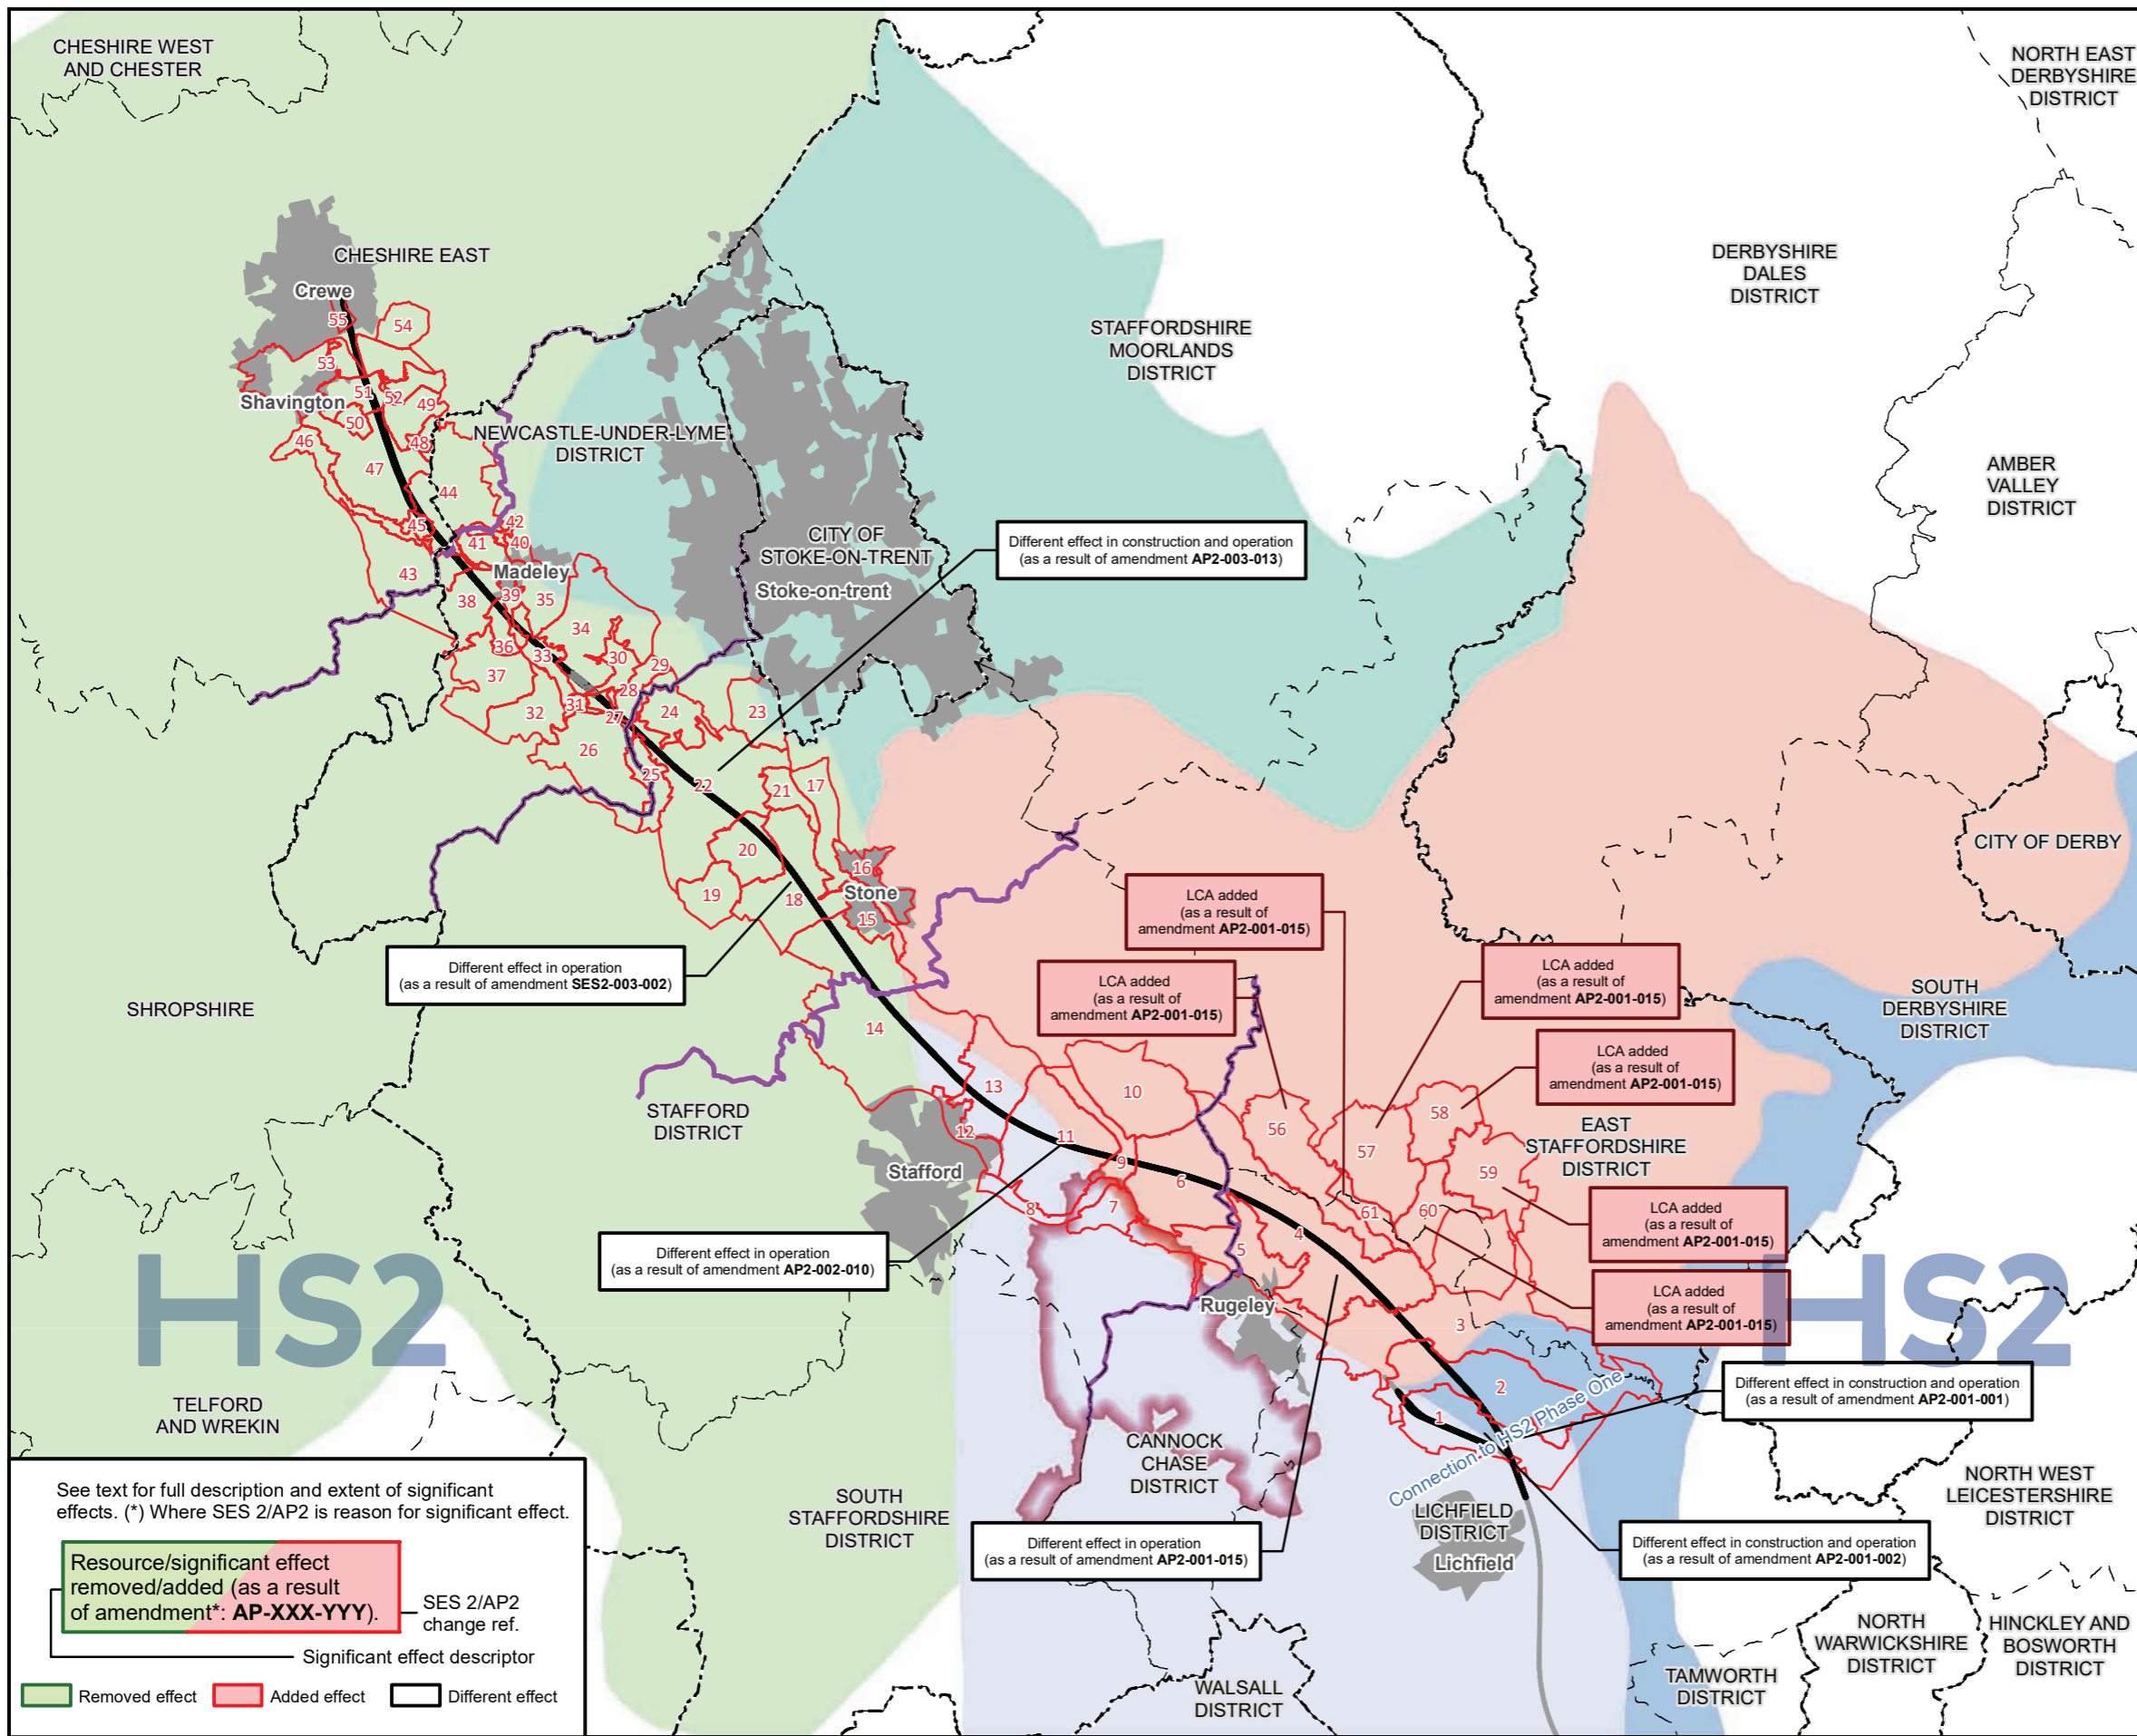 CHESHIRE WEST
AND CHESTER
NORTH EAST
DERBYSHIRE
DISTRICT
CHESHIRE EAST
Crewe
55
54
53
Shavington
51
52
49
50
48
46
47
44
45
42
41
40
43
Madeley
38
39
35
34
36
33
30
29
37
28
31
32
27
24
23
26
25
22
21
17
20
16
Stone
19
18
15
14
13
10
12
11
9
6
7
8
56
57
58
59
61
60
5
4
3
2
1
NEWCASTLE-UNDER-LYME
DISTRICT
STAFFORDSHIRE
MOORLANDS
DISTRICT
DERBYSHIRE
DALES
DISTRICT
AMBER
VALLEY
DISTRICT
CITY OF
STOKE-ON-TRENT
Stoke-on-trent
Different effect in construction and operation
(as a result of amendment AP2-003-013)
CITY OF DERBY
LCA added
(as a result of
amendment AP2-001-015)
LCA added
(as a result of
amendment AP2-001-015)
LCA added
(as a result of
amendment AP2-001-015)
LCA added
(as a result of
amendment AP2-001-015)
LCA added
(as a result of
amendment AP2-001-015)
LCA added
(as a result of
amendment AP2-001-015)
Different effect in operation
(as a result of amendment SES2-003-002)
SHROPSHIRE
SOUTH
DERBYSHIRE
DISTRICT
STAFFORD
DISTRICT
Stafford
EAST
STAFFORDSHIRE
DISTRICT
Different effect in operation
(as a result of amendment AP2-002-010)
HS2
HS2
Rugeley
TELFORD
AND WREKIN
Different effect in construction and operation
(as a result of amendment AP2-001-001)
Connection to HS2 Phase One
CANNOCK
CHASE
DISTRICT
SOUTH
STAFFORDSHIRE
DISTRICT
LICHFIELD
DISTRICT
Lichfield
NORTH WEST
LEICESTERSHIRE
DISTRICT
Different effect in operation
(as a result of amendment AP2-001-015)
Different effect in construction and operation
(as a result of amendment AP2-001-002)
NORTH
WARWICKSHIRE
DISTRICT
HINCKLEY AND
BOSWORTH
DISTRICT
TAMWORTH
DISTRICT
WALSALL
DISTRICT
See text for full description and extent of significant
effects. (*) Where SES 2/AP2 is reason for significant effect.
Resource/significant effect
removed/added (as a result
of amendment*: AP-XXX-YYY).
SES 2/AP2
change ref.
Significant effect descriptor
Removed effect
Added effect
Different effect